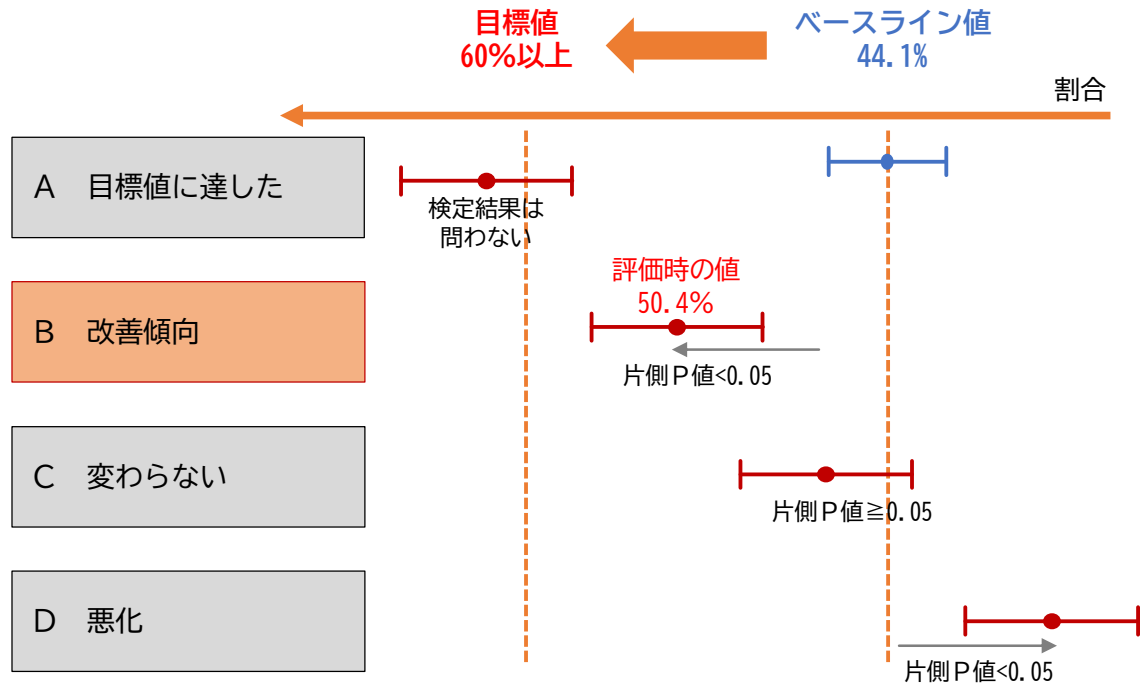 目標値
60%以上
ベースライン値
44.1%
割合
A 目標値に達した
検定結果は
問わない
評価時の値
50.4%
B 改善傾向
片側P値<0.05
C 変わらない
片側P値≧0.05
D 悪化
片側P値<0.05